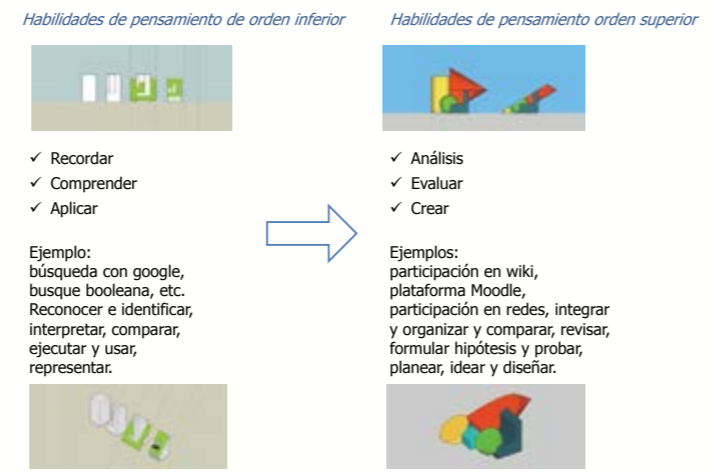 Habilidades de pensamiento de orden inferior
✓ Recordar
✓ Comprender
✓ Aplicar
Ejemplo:
búsqueda con google,
busque booleana, etc.
Reconocer e identificar,
interpretar, comparar,
ejecutar y usar,
representar.
Habilidades de pensamiento orden superior
✓ Análisis
✓ Evaluar
✓ Crear
Ejemplos:
participación en wiki,
plataforma Moodle,
participación en redes, integrar
y organizar y comparar, revisar,
formular hipótesis y probar,
planear, idear y diseñar.